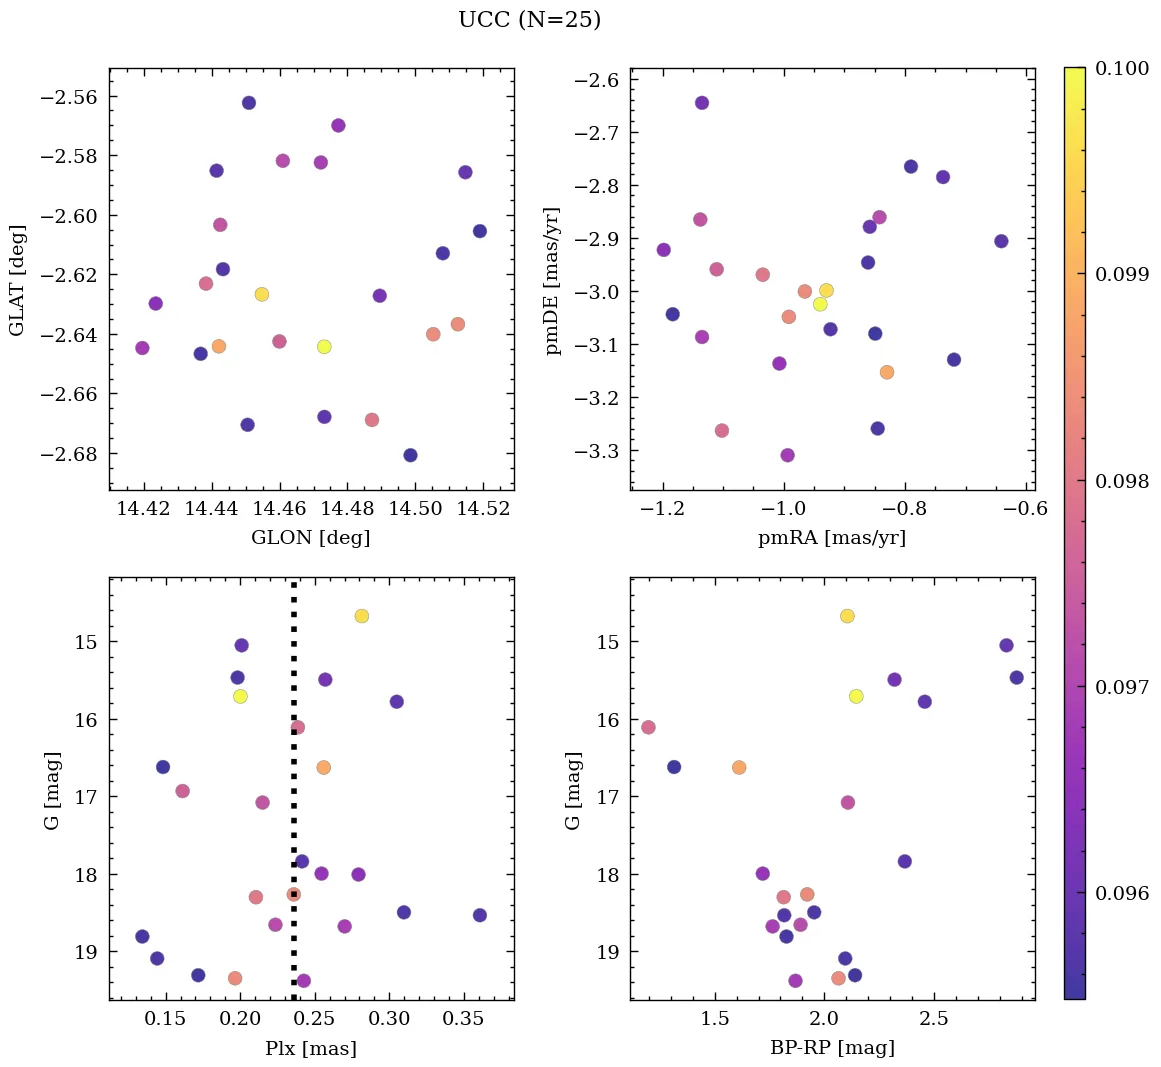 UCC (N=25)
−2.56
−2.58
−2.60
−2.62
−2.64
−2.66
−2.68
GLAT [deg]
14.42 14.44 14.46 14.48 14.50 14.52
GLON [deg]
−2.6
−2.7
−2.8
−2.9
−3.0
−3.1
−3.2
−3.3
pmDE [mas/yr]
−1.2 −1.0 −0.8 −0.6
pmRA [mas/yr]
15
16
17
18
19
G [mag]
0.15 0.20 0.25 0.30 0.35
Plx [mas]
15
16
17
18
19
G [mag]
1.5 2.0 2.5
BP-RP [mag]
0.100
0.099
0.098
0.097
0.096